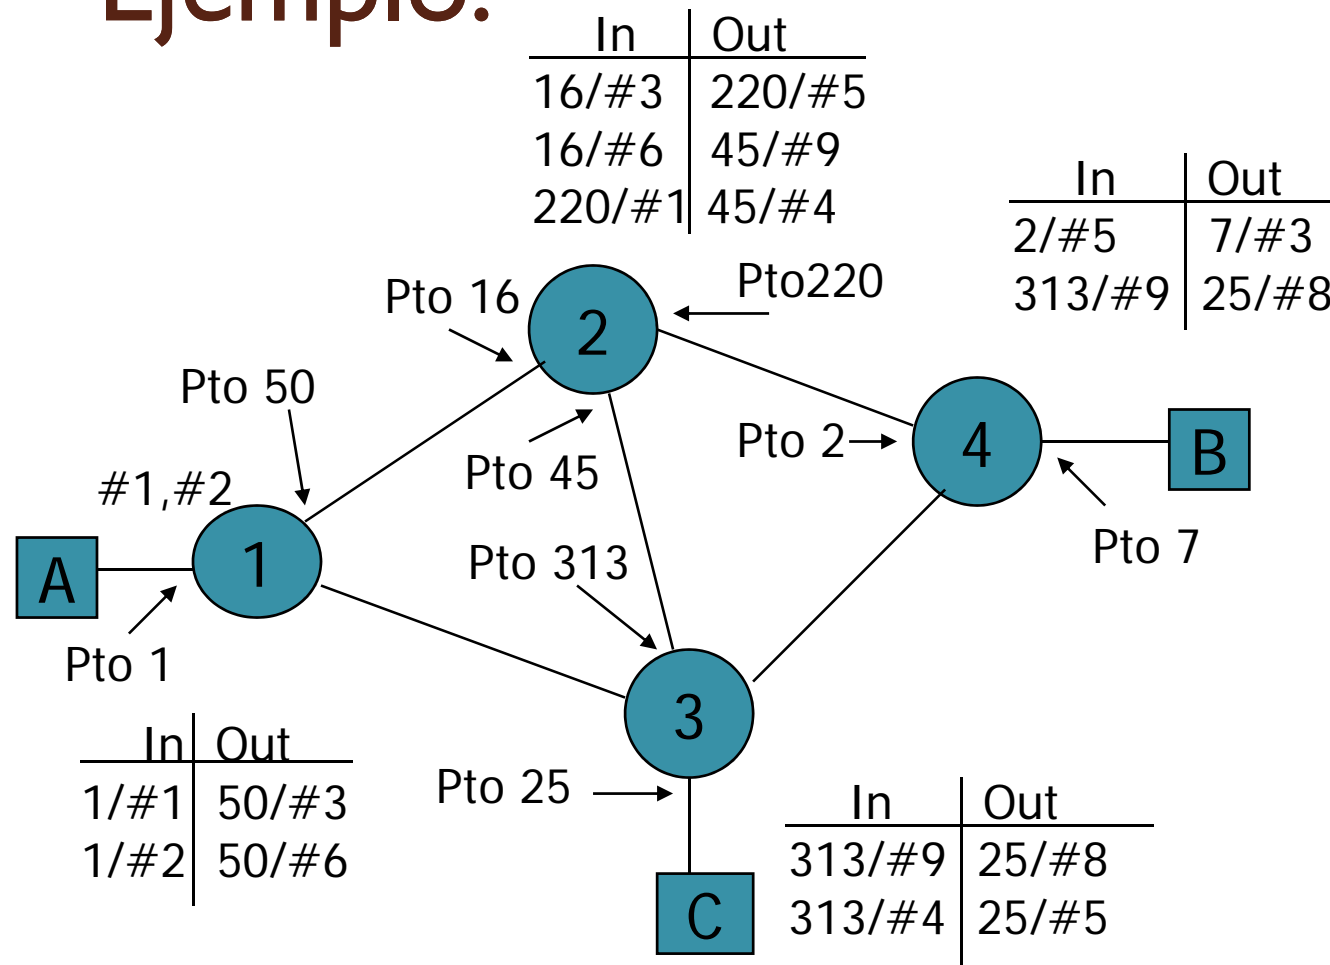 Ejemplo:
In Out
16/#3 220/#5
16/#6 45/#9
220/#1 45/#4
In Out
2/#5 7/#3
313/#9 25/#8
Pto 16
2
Pto220
Pto 50
Pto 2
4
B
Pto 45
#1,#2
A
1
Pto 313
Pto 7
Pto 1
3
In Out
1/#1 50/#3
1/#2 50/#6
Pto 25
C
In Out
313/#9 25/#8
313/#4 25/#5